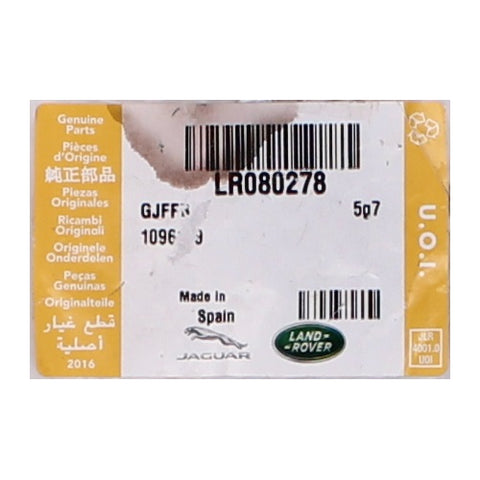 Genuine
Parts
Pièces
d'Origine
純正部品
Piezas
Originales
Ricambi
Originali
Originele
Onderdelen
Peças
Genuinas
Originalteile
قطع غيار
أصلية
2016
LR080278
5g7
Made in
Spain
JAGUAR
LAND-
-ROVER
U.O.I.
JLR
4001.0
UOI